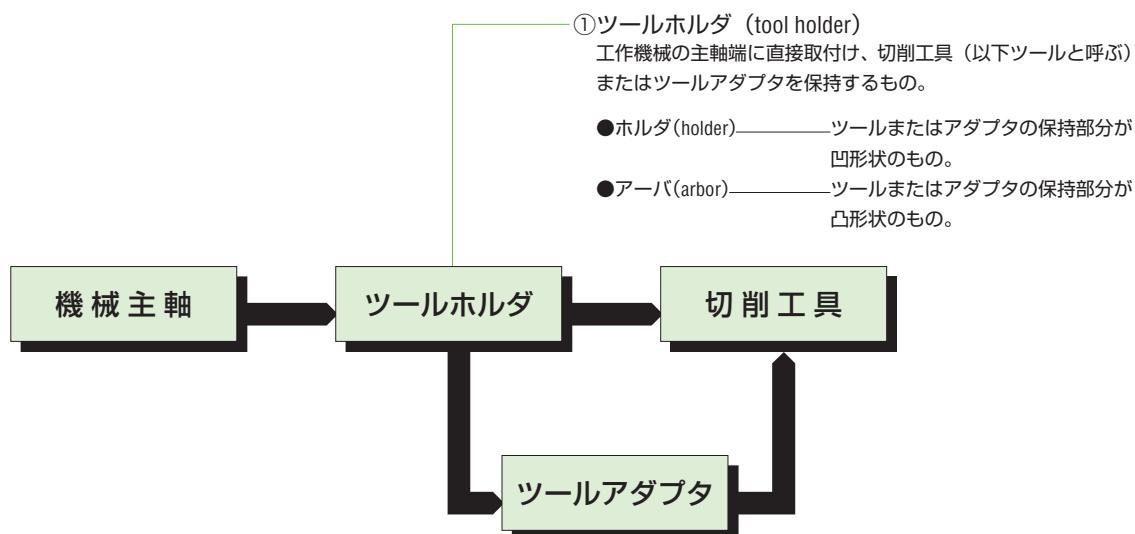 ①ツールホルダ(tool holder)
工作機械の主軸端に直接取付け、切削工具(以下ツールと呼ぶ)
またはツールアダプタを保持するもの。
●ホルダ(holder)ツールまたはアダプタの保持部分が
凹形状のもの。
●アーバ(arbor)ツールまたはアダプタの保持部分が
凸形状のもの。
機械主軸 ツールホルダ 切削工具
ツールアダプタ